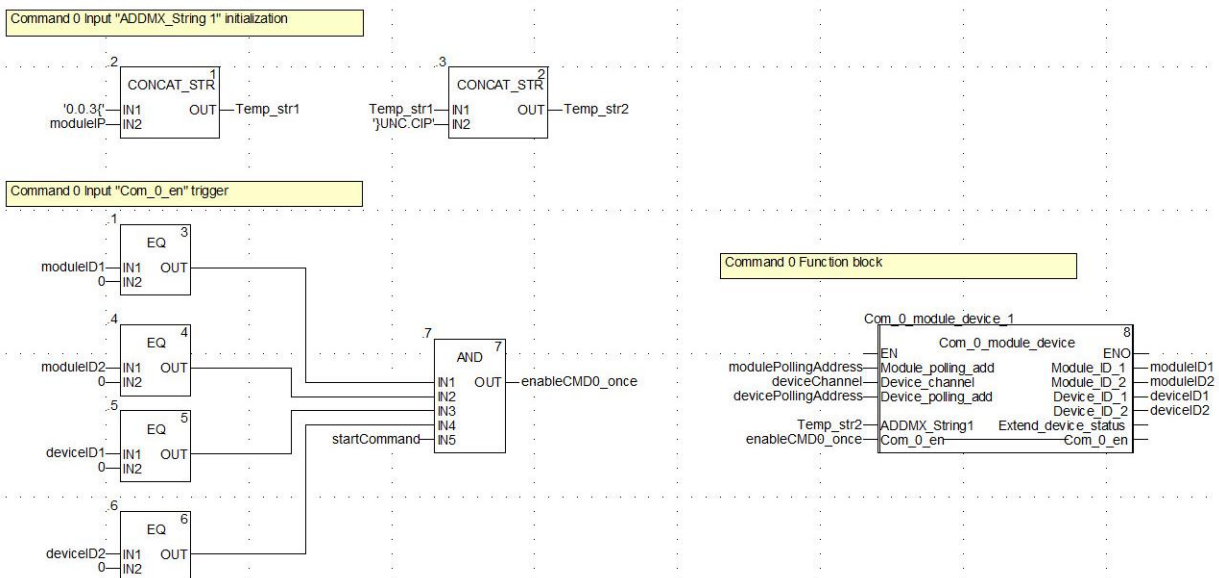 Command 0 Input "ADDMX_String 1" initialization
.2
1
CONCAT_STR
'0.0.3{' IN1 OUT Temp_str1
moduleIP IN2
.3
2
CONCAT_STR
Temp_str1 IN1 OUT Temp_str2
'}UNC.CIP' IN2
Command 0 Input "Com_0_en" trigger
.1
3
EQ
moduleID1 IN1 OUT
0 IN2
.4
4
EQ
moduleID2 IN1 OUT
0 IN2
.5
5
EQ
deviceID1 IN1 OUT
0 IN2
.6
6
EQ
deviceID2 IN1 OUT
0 IN2
.7
7
AND
IN1 OUT enableCMD0_once
IN2
IN3
IN4
startCommand IN5
Command 0 Function block
Com_0_module_device_1
8
Com_0_module_device
EN ENO
modulePollingAddress Module_polling_add Module_ID_1 moduleID1
deviceChannel Device_channel Module_ID_2 moduleID2
devicePollingAddress Device_polling_add Device_ID_1 deviceID1
Device_ID_2 deviceID2
Temp_str2 ADDMX_String1 Extend_device_status
enableCMD0_once Com_0_en Com_0_en